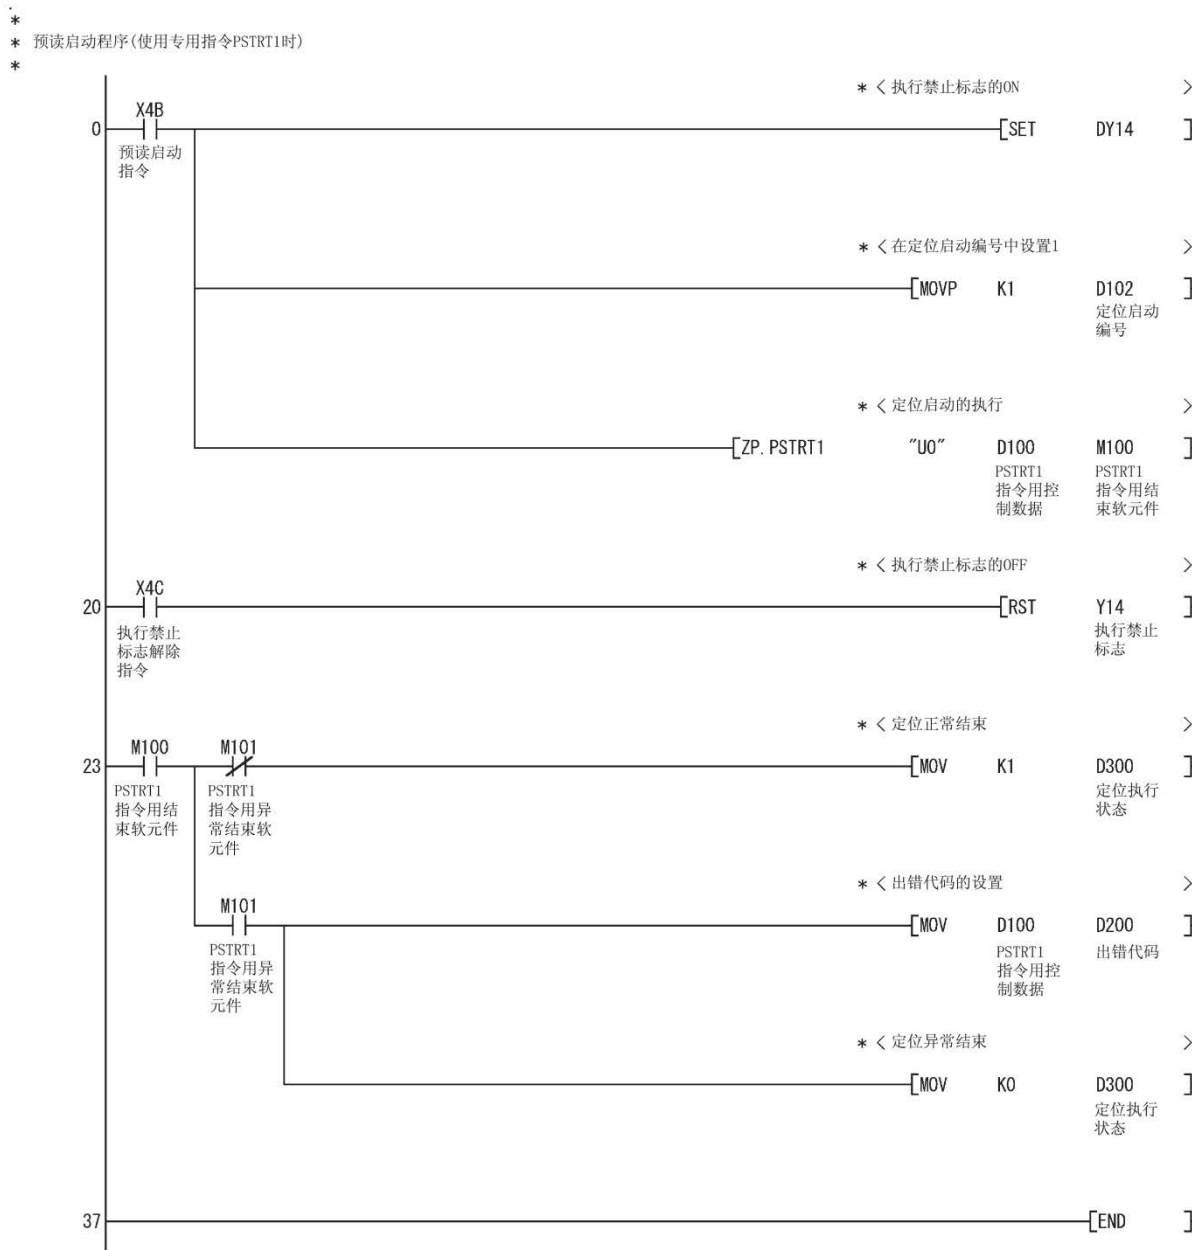 *
* 预读启动程序(使用专用指令PSTRT1时)
*
* < 执行禁止标志的ON >
X4B
0 [SET DY14 ]
预读启动
指令
* < 在定位启动编号中设置1 >
[MOVP K1 D102 ]
定位启动
编号
* < 定位启动的执行 >
[ZP.PSTRT1 "U0" D100 M100 ]
PSTRT1 PSTRT1
指令用控 指令用结
制数据 束软元件
* < 执行禁止标志的OFF >
X4C
20 [RST Y14 ]
执行禁止 执行禁止
标志解除 标志
指令
* < 定位正常结束 >
M100 M101
23 [MOV K1 D300 ]
PSTRT1 PSTRT1 定位执行
指令用结 指令用异 状态
束软元件 常结束软
元件
* < 出错代码的设置 >
M101
[MOV D100 D200 ]
PSTRT1 PSTRT1 出错代码
指令用异 指令用控
常结束软 制数据
元件
* < 定位异常结束 >
[MOV K0 D300 ]
定位执行
状态
37 [END ]